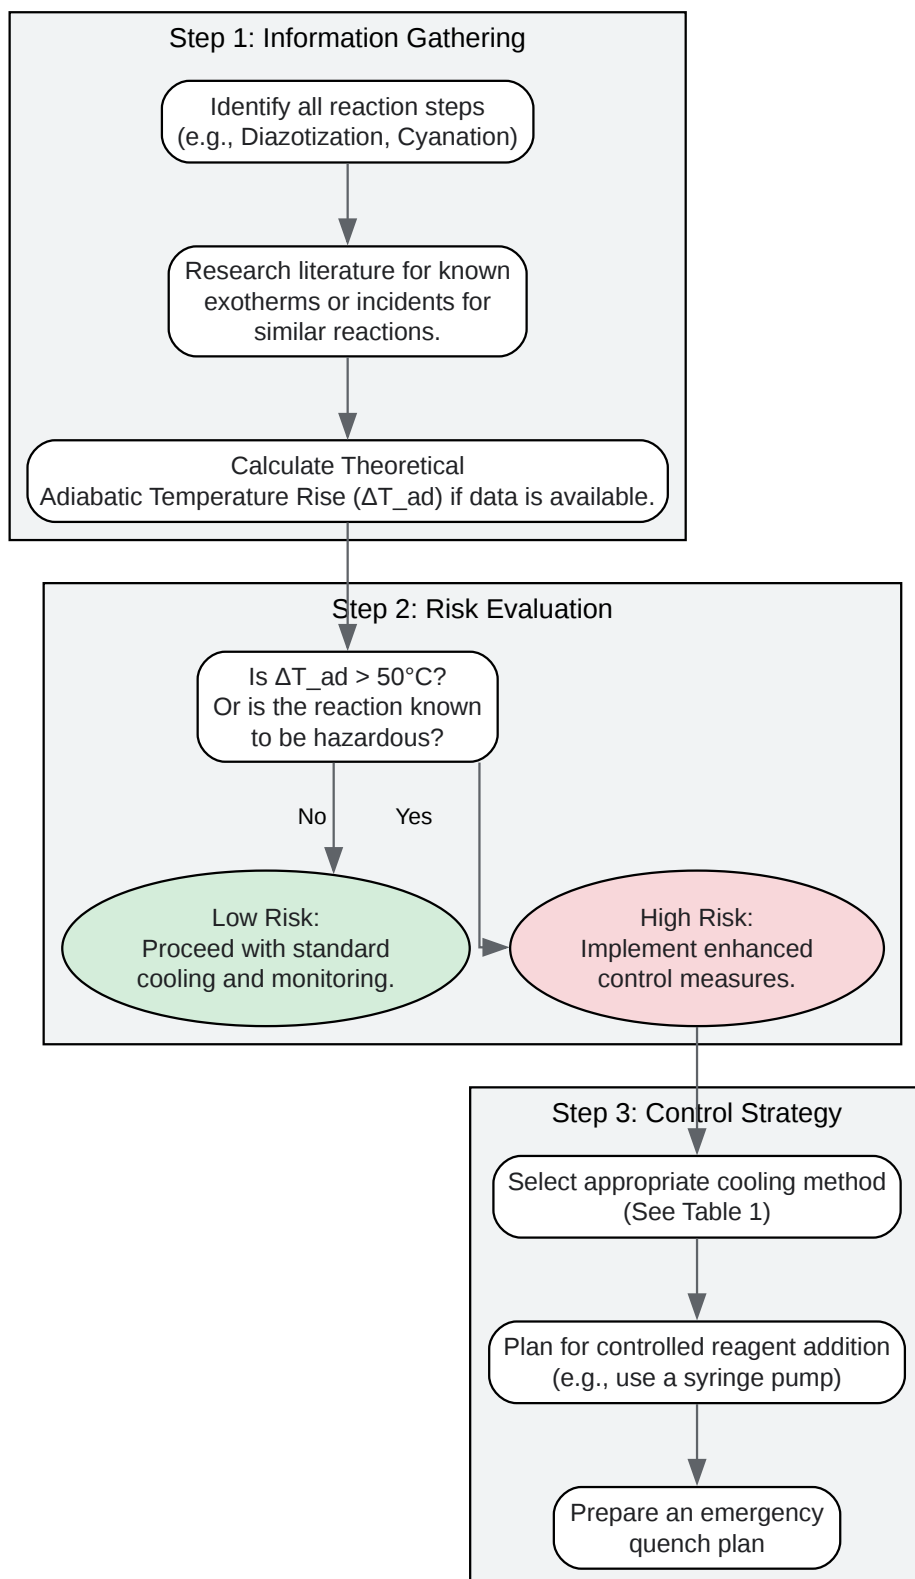 Step 1: Information Gathering
Identify all reaction steps
(e.g., Diazotization, Cyanation)
Research literature for known
exotherms or incidents for
similar reactions.
Calculate Theoretical
Adiabatic Temperature Rise (ΔT_ad) if data is available.
Step 2: Risk Evaluation
Is ΔT_ad > 50°C?
Or is the reaction known
to be hazardous?
No
Yes
Low Risk:
Proceed with standard
cooling and monitoring.
High Risk:
Implement enhanced
control measures.
Step 3: Control Strategy
Select appropriate cooling method
(See Table 1)
Plan for controlled reagent addition
(e.g., use a syringe pump)
Prepare an emergency
quench plan